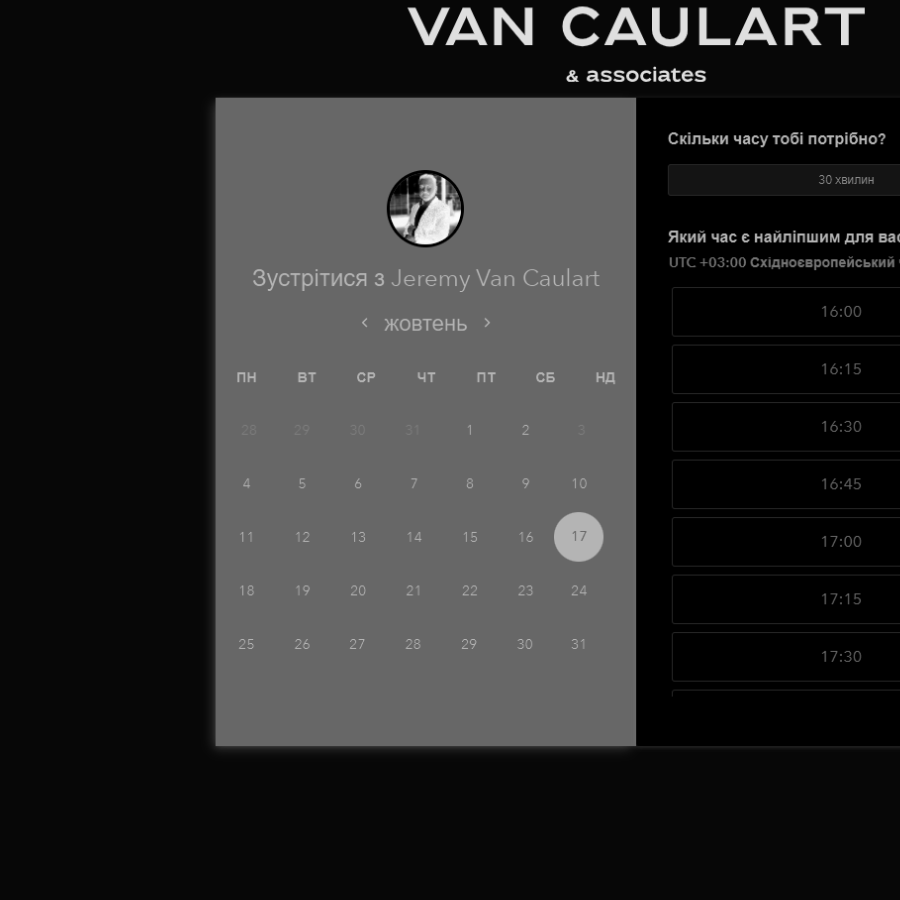 VAN CAULART
& associates
Зустрітися з Jeremy Van Caulart
жовтень
ПН ВТ СР ЧТ ПТ СБ НД
28 29 30 31 1 2 3
4 5 6 7 8 9 10
11 12 13 14 15 16 17
18 19 20 21 22 23 24
25 26 27 28 29 30 31
Скільки часу тобі потрібно?
30 хвилин
Який час є найліпшим для
UTC +03:00 Східноєвропейський
16:00
16:15
16:30
16:45
17:00
17:15
17:30